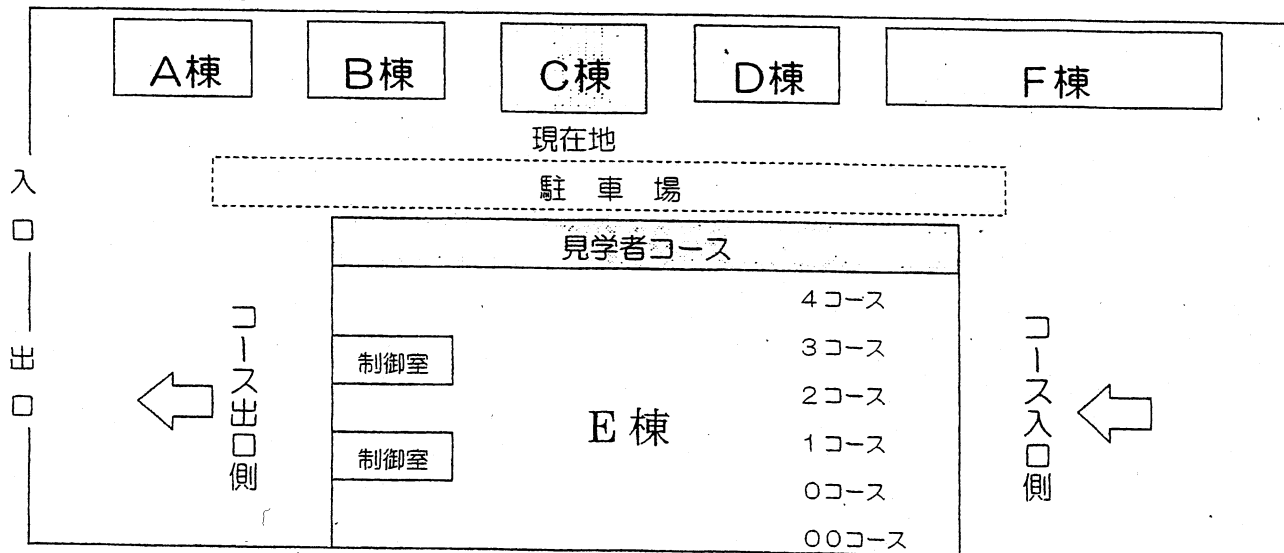 A棟
B棟
C棟
D棟
F棟
現在地
駐車場
入口
出口
見学者コース
4コース
3コース
2コース
1コース
0コース
00コース
制御室
制御室
E棟
コース出口側
コース入口側